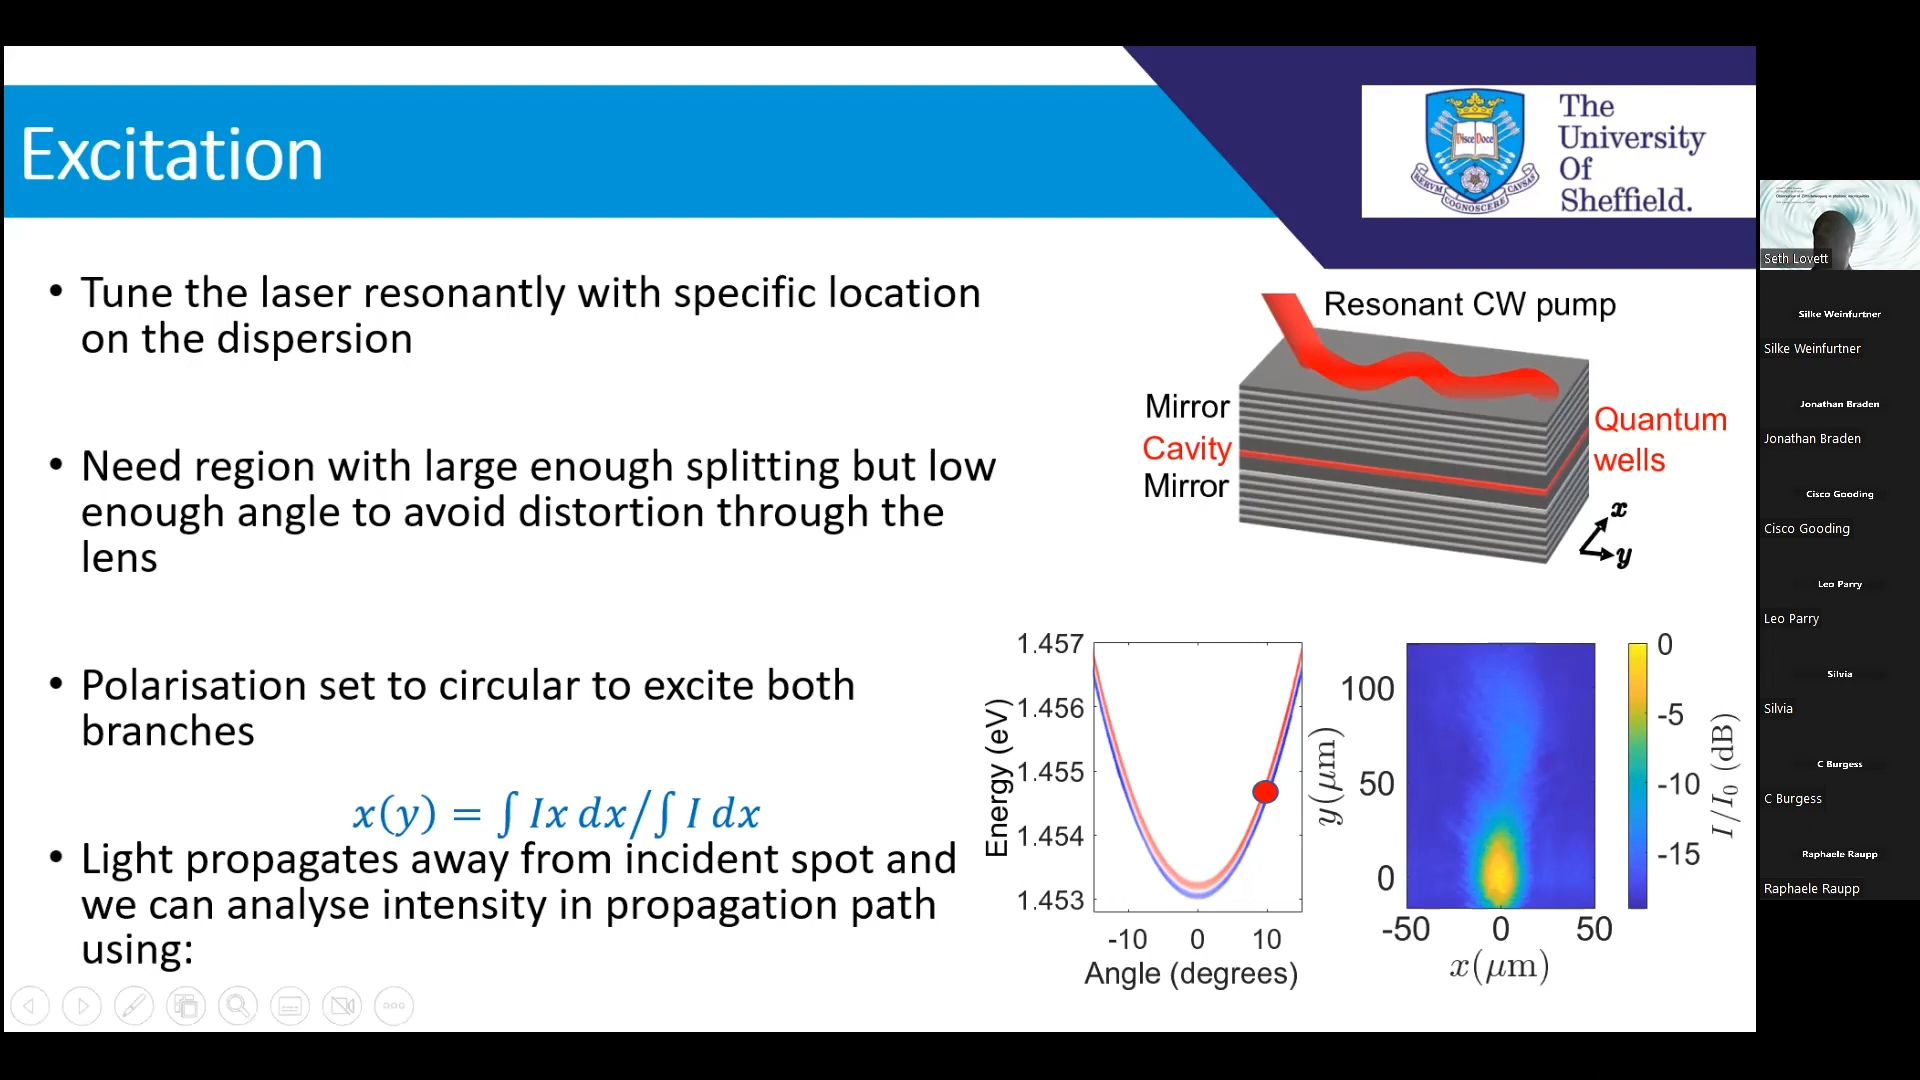 Excitation
The
University
Of
Sheffield.
Disce Doce
RERVM COGNOSCERE CAVSAS
• Tune the laser resonantly with specific location
on the dispersion
• Need region with large enough splitting but low
enough angle to avoid distortion through the
lens
• Polarisation set to circular to excite both
branches
x(y) = ∫ Ix dx/∫ I dx
• Light propagates away from incident spot and
we can analyse intensity in propagation path
using:
Resonant CW pump
Mirror
Cavity
Mirror
Quantum
wells
x
y
1.457
1.456
1.455
1.454
1.453
Energy (eV)
-10 0 10
Angle (degrees)
100
50
0
y(μm)
-50 0 50
x(μm)
0
-5
-10
-15
I/I₀ (dB)
Seth Lovett
Silke Weinfurtner
Silke Weinfurtner
Jonathan Braden
Jonathan Braden
Cisco Gooding
Cisco Gooding
Leo Parry
Leo Parry
Silvia
Silvia
C Burgess
C Burgess
Raphaele Raupp
Raphaele Raupp